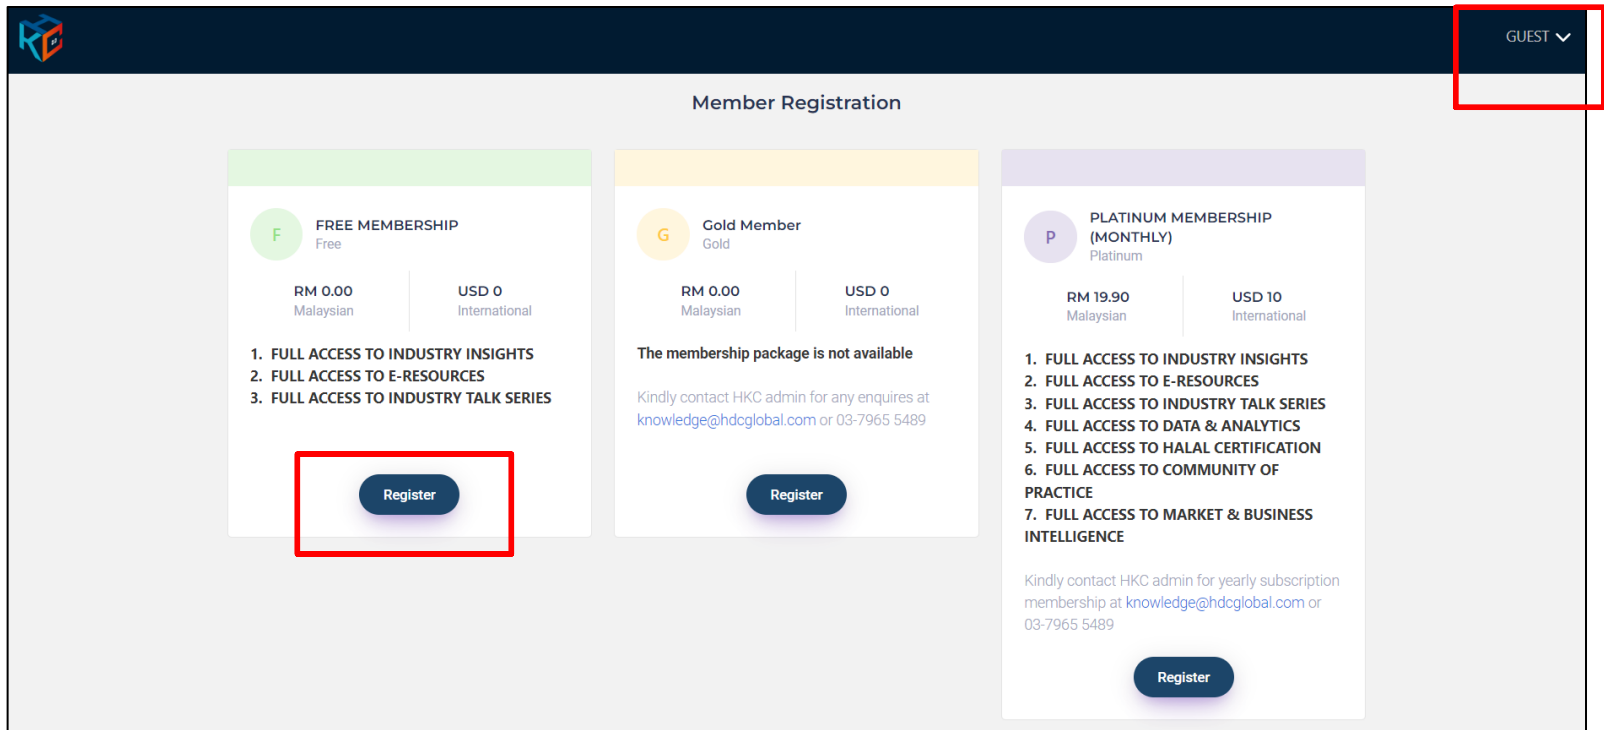 GUEST
Member Registration
F
FREE MEMBERSHIP
Free
RM 0.00
Malaysian
USD 0
International
1. FULL ACCESS TO INDUSTRY INSIGHTS
2. FULL ACCESS TO E-RESOURCES
3. FULL ACCESS TO INDUSTRY TALK SERIES
Register
G
Gold Member
Gold
RM 0.00
Malaysian
USD 0
International
The membership package is not available
Kindly contact HKC admin for any enquires at
knowledge@hdcglobal.com or 03-7965 5489
Register
P
PLATINUM MEMBERSHIP
(MONTHLY)
Platinum
RM 19.90
Malaysian
USD 10
International
1. FULL ACCESS TO INDUSTRY INSIGHTS
2. FULL ACCESS TO E-RESOURCES
3. FULL ACCESS TO INDUSTRY TALK SERIES
4. FULL ACCESS TO DATA & ANALYTICS
5. FULL ACCESS TO HALAL CERTIFICATION
6. FULL ACCESS TO COMMUNITY OF
PRACTICE
7. FULL ACCESS TO MARKET & BUSINESS
INTELLIGENCE
Kindly contact HKC admin for yearly subscription
membership at knowledge@hdcglobal.com or
03-7965 5489
Register